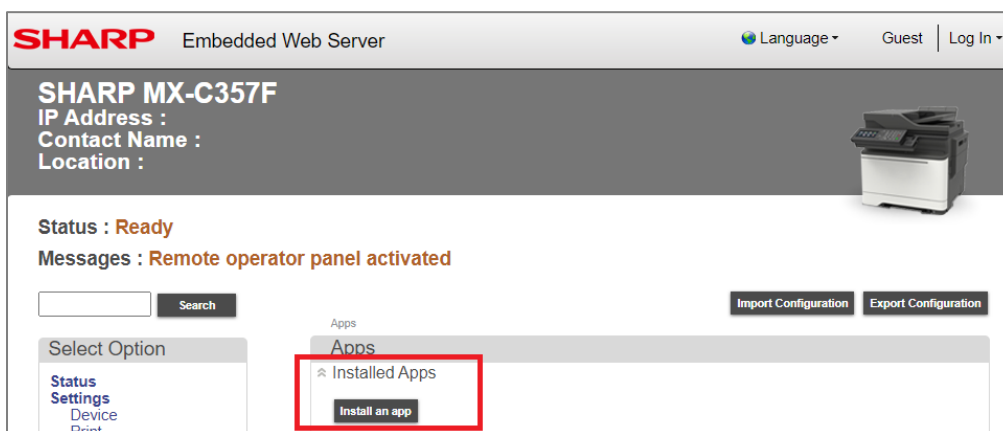 SHARP Embedded Web Server Language Guest Log In
SHARP MX-C357F
IP Address :
Contact Name :
Location :
Status : Ready
Messages : Remote operator panel activated
Search Import Configuration Export Configuration
Apps
Select Option
Apps
Installed Apps
Status
Settings
Install an app
Device
Print